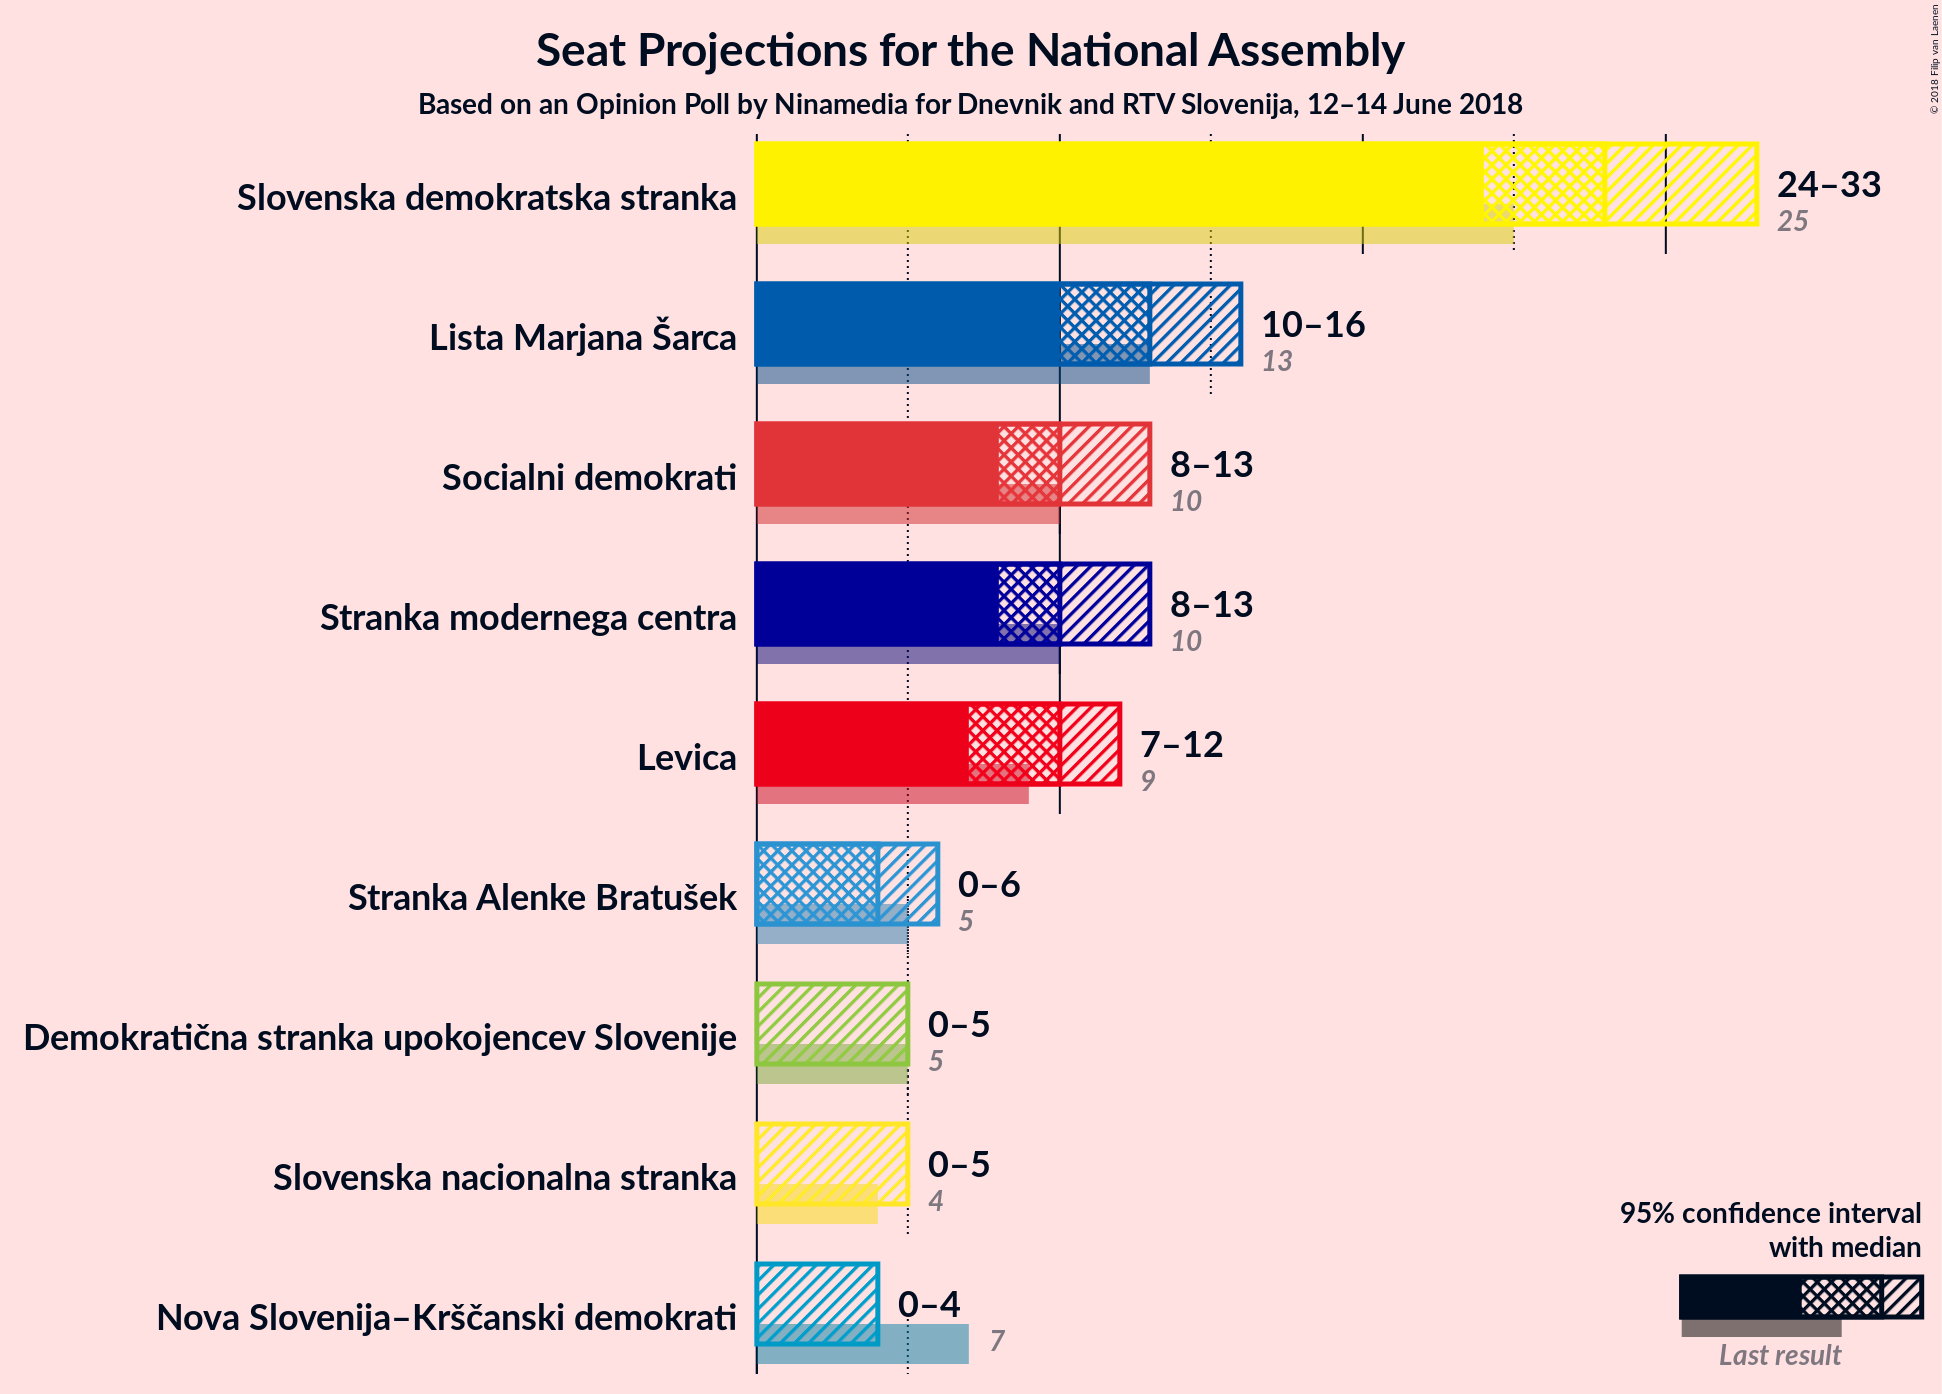 Seat Projections for the National Assembly
Based on an Opinion Poll by Ninamedia for Dnevnik and RTV Slovenija, 12–14 June 2018
© 2018 Filip van Laenen
Slovenska demokratska stranka
24–33
25
Lista Marjana Šarca
10–16
13
Socialni demokrati
8–13
10
Stranka modernega centra
8–13
10
Levica
7–12
9
Stranka Alenke Bratušek
0–6
5
Demokratična stranka upokojencev Slovenije
0–5
5
Slovenska nacionalna stranka
0–5
4
Nova Slovenija–Krščanski demokrati
0–4
7
95% confidence interval
with median
Last result